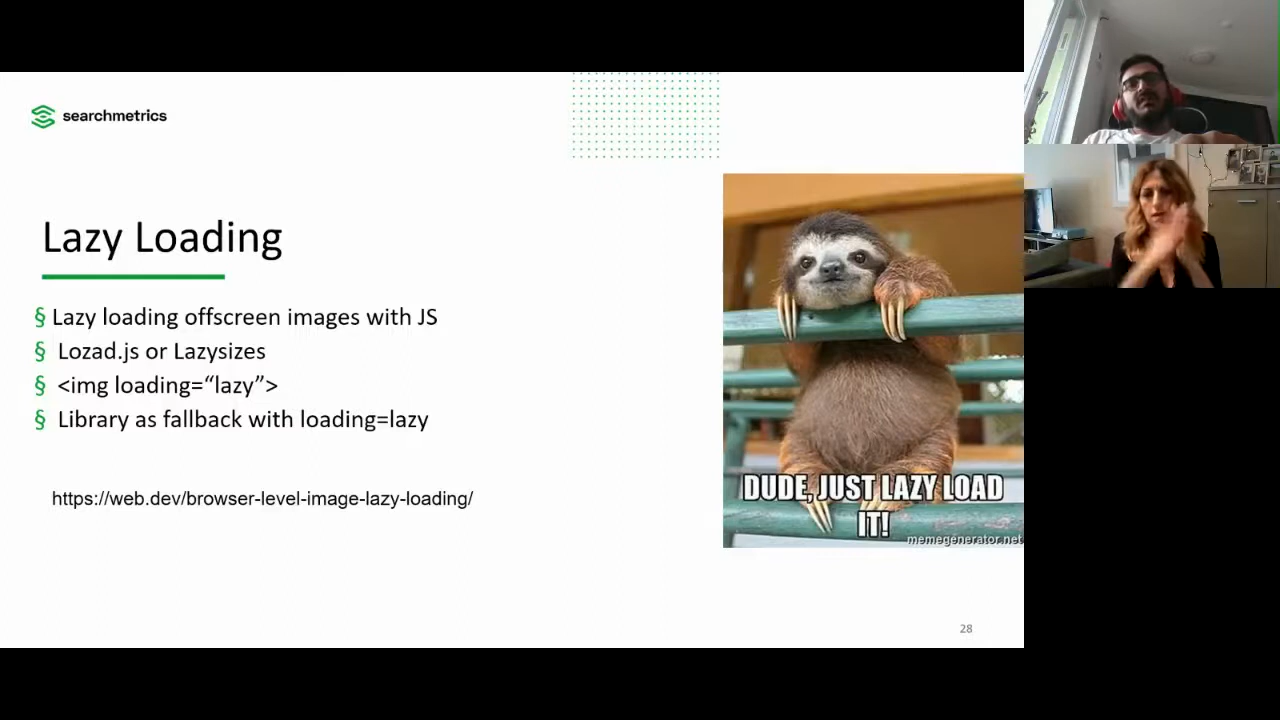 searchmetrics
Lazy Loading
§ Lazy loading offscreen images with JS
§ Lozad.js or Lazysizes
§ <img loading=“lazy”>
§ Library as fallback with loading=lazy
https://web.dev/browser-level-image-lazy-loading/
DUDE, JUST LAZY LOAD
IT!
memegenerator.net
28